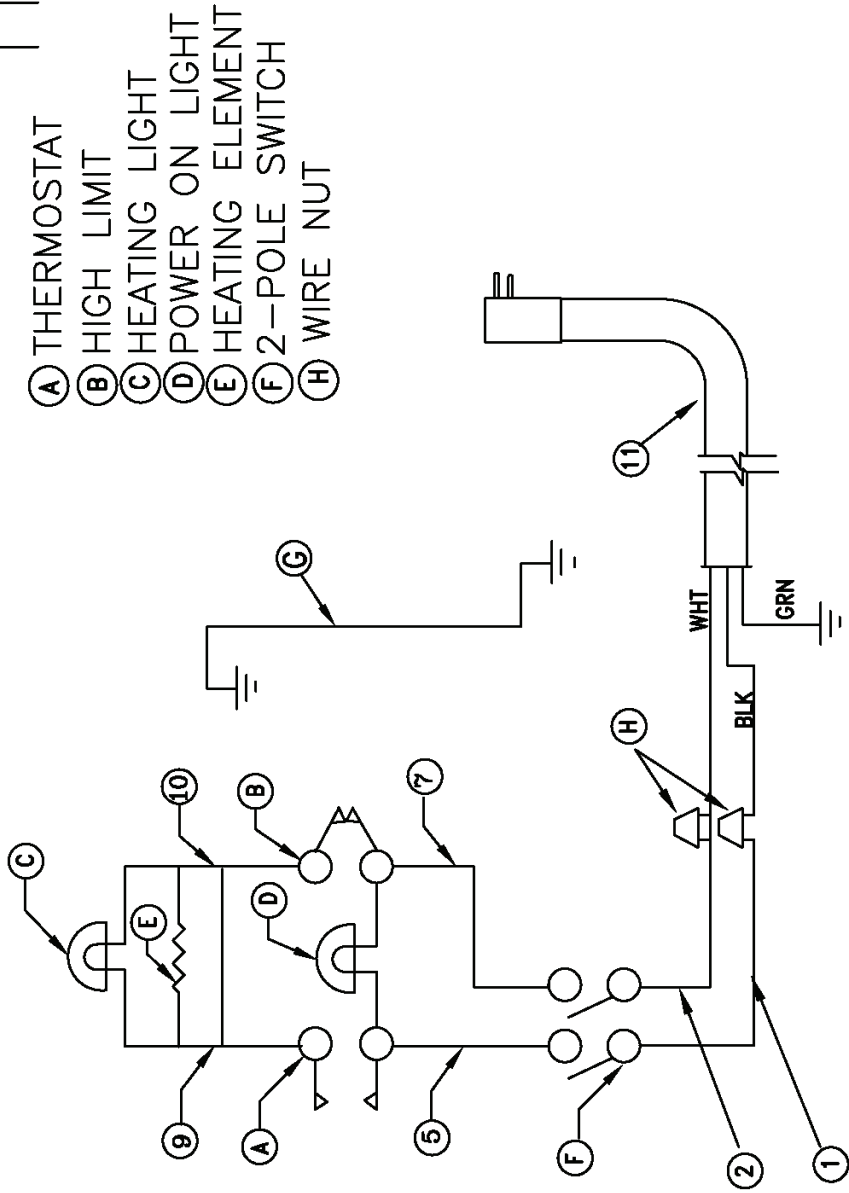 A THERMOSTAT
B HIGH LIMIT
C HEATING LIGHT
D POWER ON LIGHT
E HEATING ELEMENT
F 2-POLE SWITCH
H WIRE NUT
C
10
E
B
9
D
A
7
5
G
11
H
WHT
BLK
GRN
F
2
1